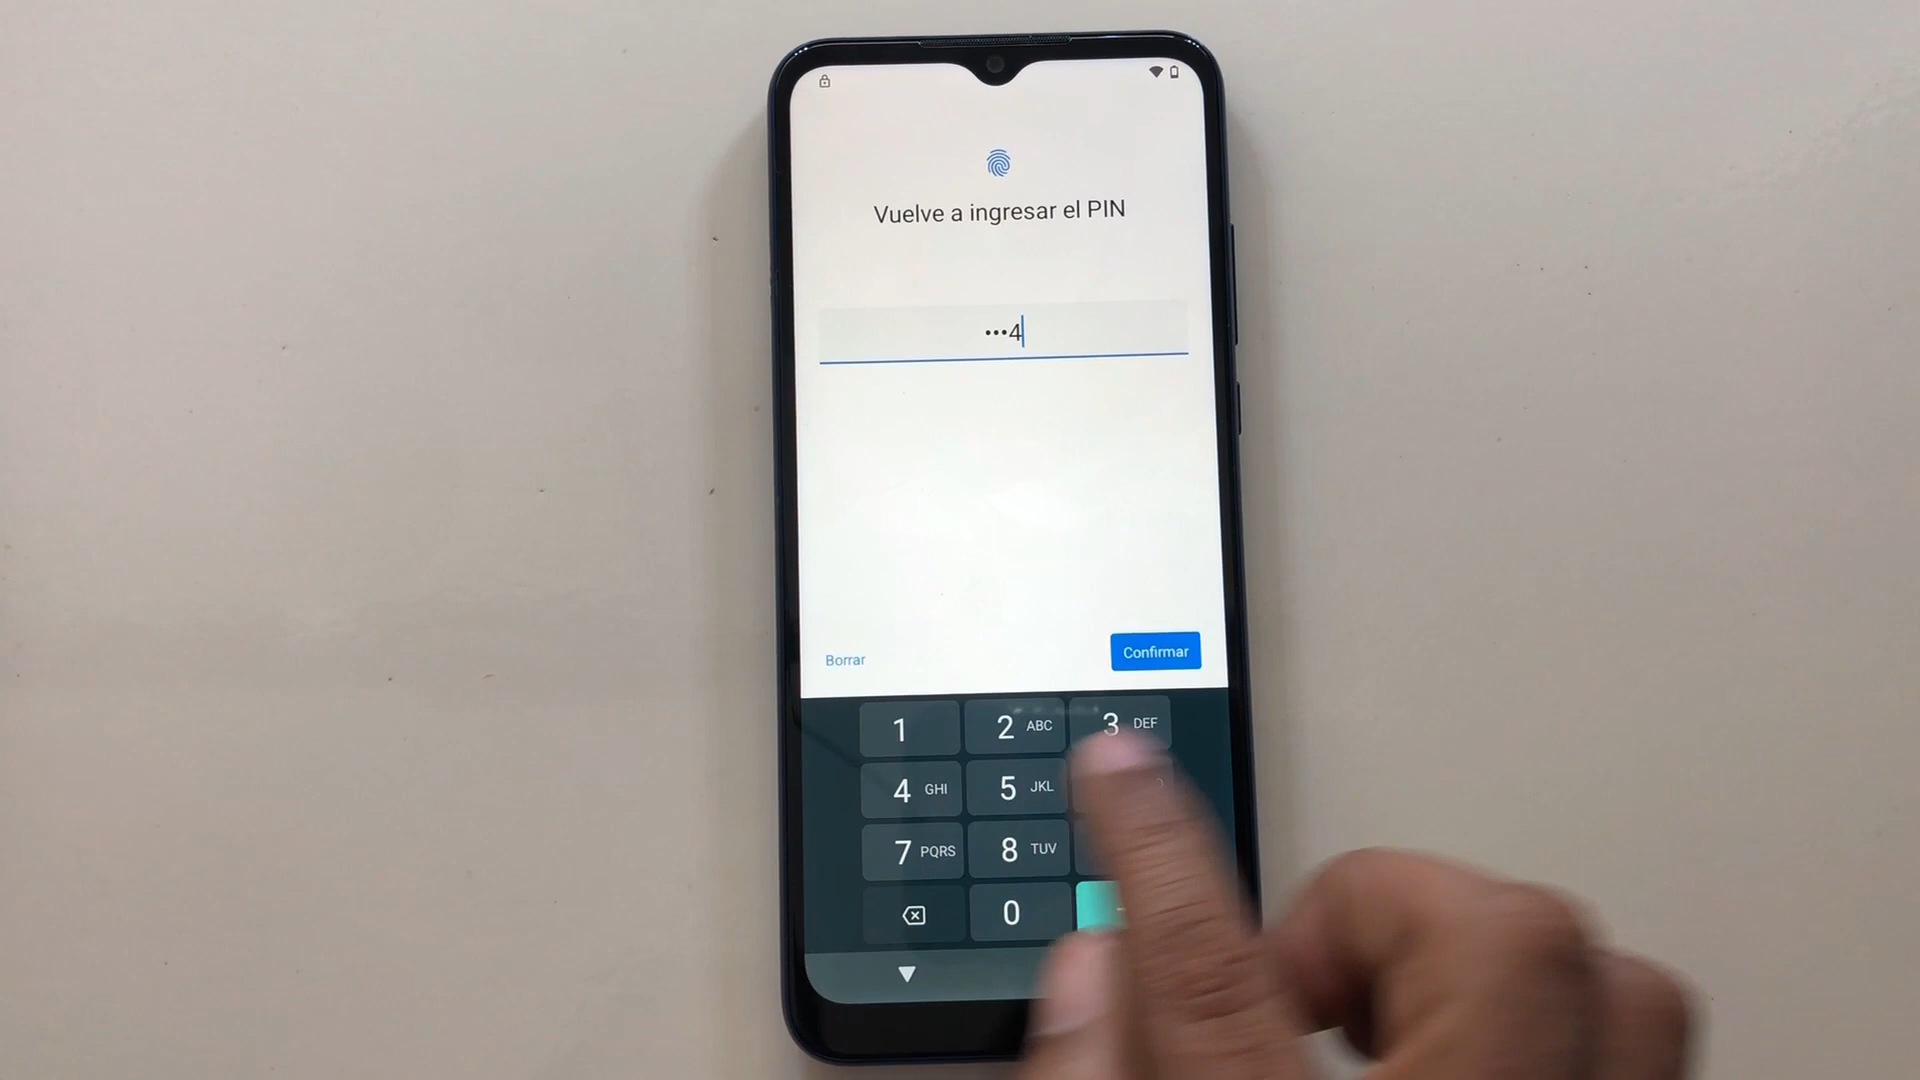 Vuelve a ingresar el PIN
•••4
Borrar
Confirmar
1
2 ABC
3 DEF
4 GHI
5 JKL
7 PQRS
8 TUV
0